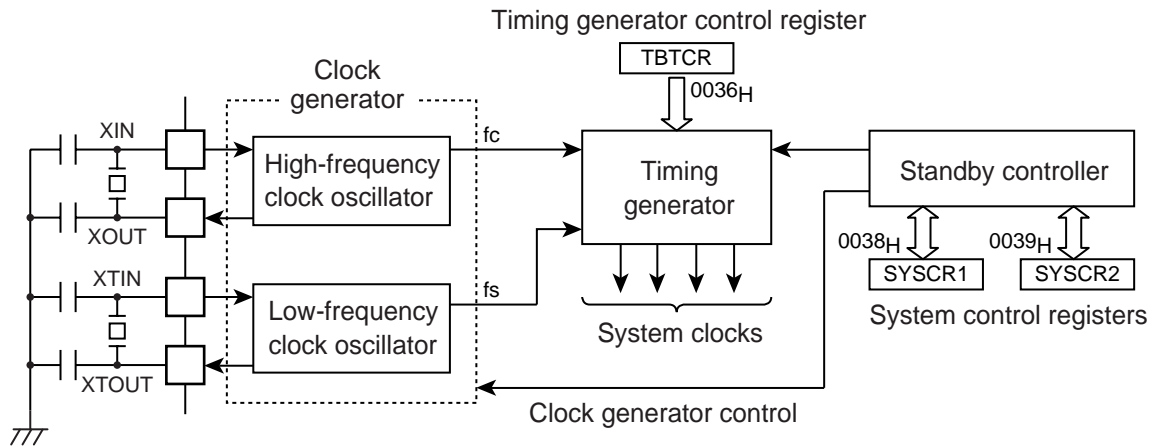 Timing generator control register
TBTCR
0036H
Clock
generator
XIN
High-frequency
clock oscillator
fc
XOUT
Timing
generator
Standby controller
0038H
0039H
SYSCR1
SYSCR2
System control registers
XTIN
Low-frequency
clock oscillator
fs
XTOUT
System clocks
Clock generator control